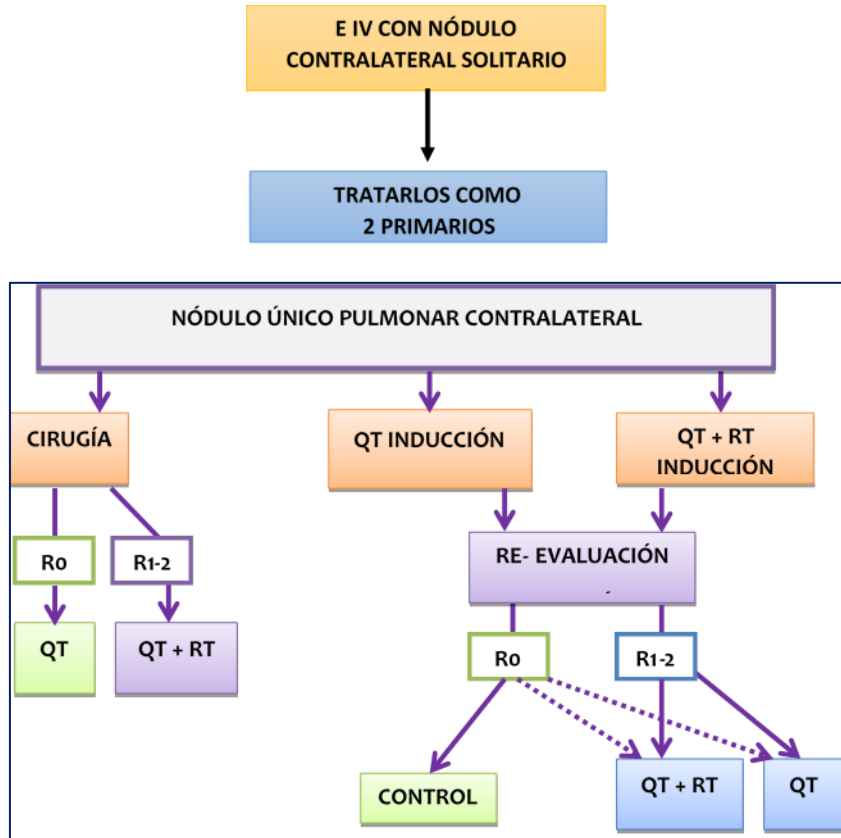 E IV CON NÓDULO
CONTRALATERAL SOLITARIO
TRATARLOS COMO
2 PRIMARIOS
NÓDULO ÚNICO PULMONAR CONTRALATERAL
CIRUGÍA
QT INDUCCIÓN
QT + RT
INDUCCIÓN
R0
R1-2
RE- EVALUACIÓN
.
QT
QT + RT
R0
R1-2
CONTROL
QT + RT
QT